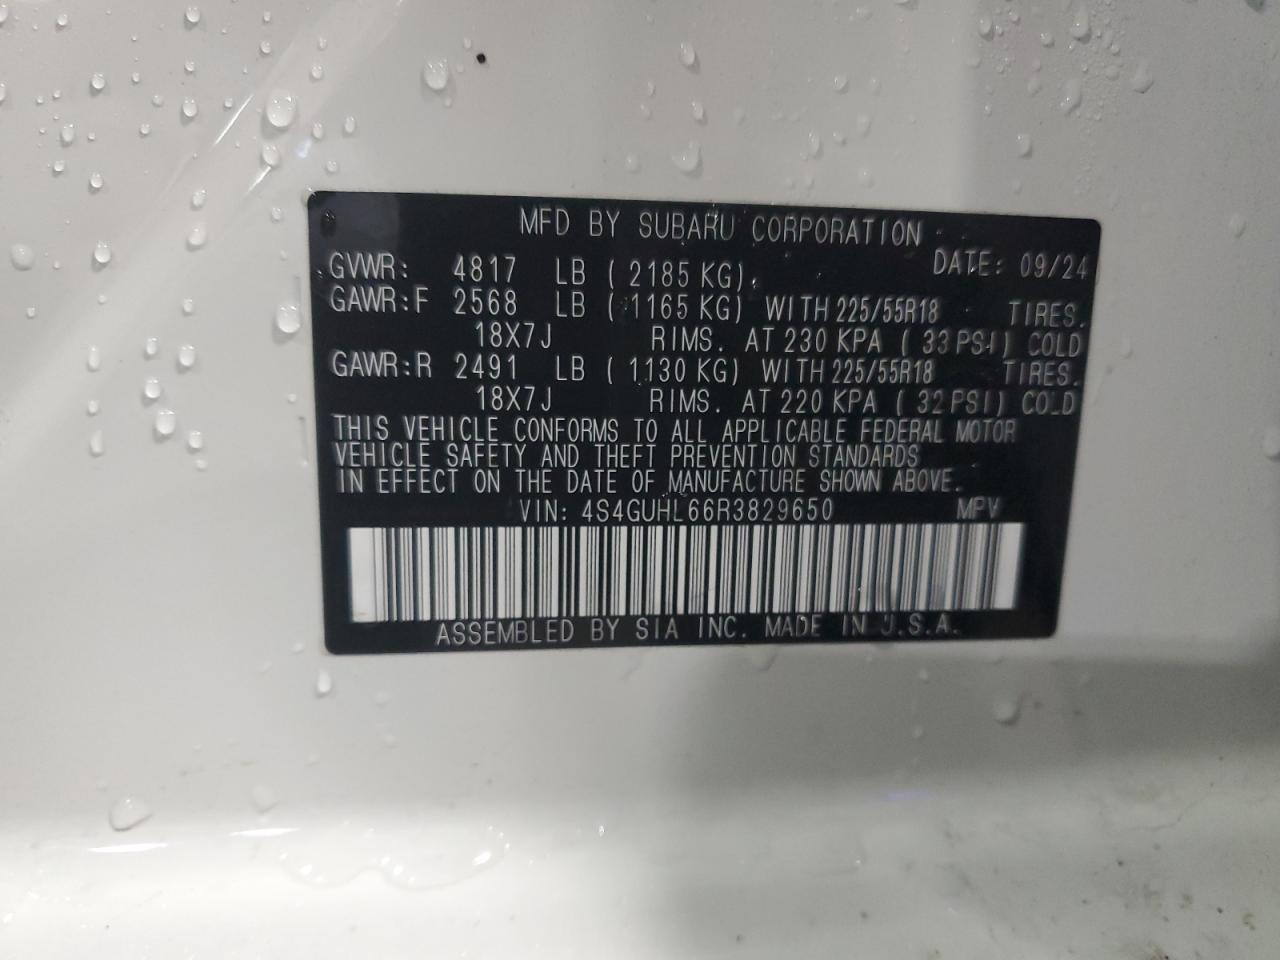 MFD BY SUBARU CORPORATION
DATE: 09/24
GVWR: 4817 LB ( 2185 KG)
GAWR:F 2568 LB ( 1165 KG) WITH 225/55R18 TIRES.
18X7J RIMS. AT 230 KPA ( 33 PSI) COLD
GAWR:R 2491 LB ( 1130 KG) WITH 225/55R18 TIRES.
18X7J RIMS. AT 220 KPA ( 32 PSI) COLD
THIS VEHICLE CONFORMS TO ALL APPLICABLE FEDERAL MOTOR
VEHICLE SAFETY AND THEFT PREVENTION STANDARDS
IN EFFECT ON THE DATE OF MANUFACTURE SHOWN ABOVE.
VIN: 4S4GUHL66R3829650 MPV
ASSEMBLED BY SIA INC. MADE IN U.S.A.